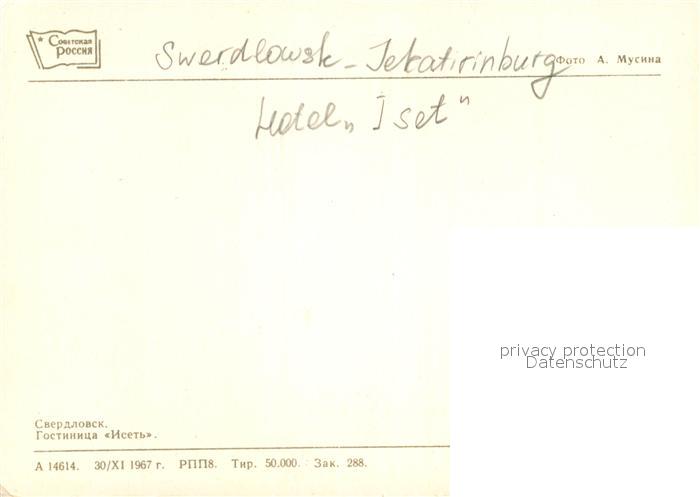 Советская
РОССИЯ
Swerdlowsk - Jekatirinburg
Фото А. Мусина
Hotel „Iset"
privacy protection
Datenschutz
Свердловск.
Гостиница «Исеть».
А 14614. 30/XI 1967 г. РПП8. Тир. 50.000. Зак. 288.